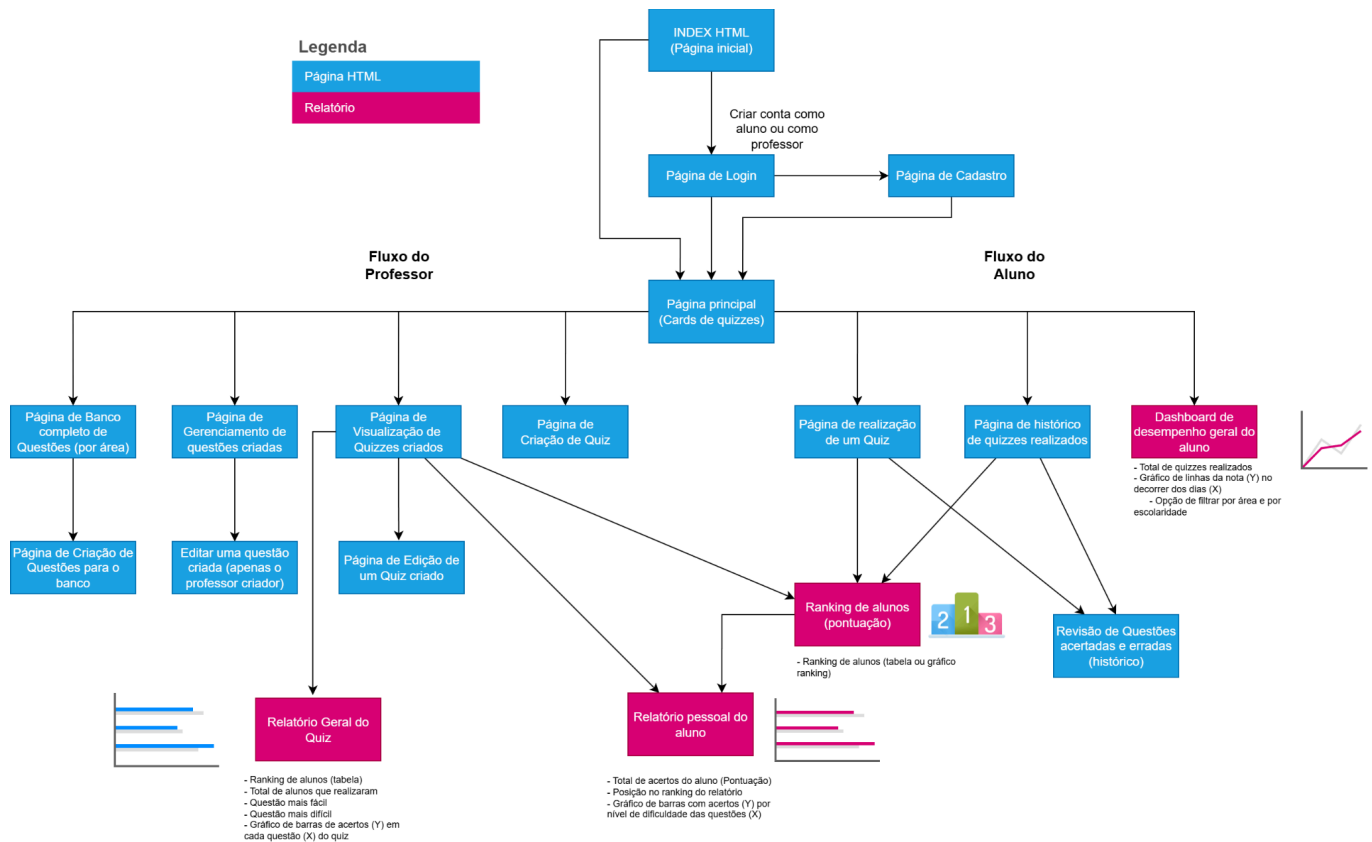 INDEX HTML
(Página inicial)
Legenda
Página HTML
Relatório
Criar conta como
aluno ou como
professor
Página de Login
Página de Cadastro
Fluxo do
Professor
Fluxo do
Aluno
Página principal
(Cards de quizzes)
Página de Banco
completo de
Questões (por área)
Página de
Gerenciamento de
questões criadas
Página de
Visualização de
Quizzes criados
Página de
Criação de Quiz
Página de realização
de um Quiz
Página de histórico
de quizzes realizados
Dashboard de
desempenho geral do
aluno
- Total de quizzes realizados
- Gráfico de linhas da nota (Y) no
decorrer dos dias (X)
- Opção de filtrar por área e por
escolaridade
Página de Criação de
Questões para o
banco
Editar uma questão
criada (apenas o
professor criador)
Página de Edição de
um Quiz criado
Ranking de alunos
(pontuação)
2 1 3
- Ranking de alunos (tabela ou gráfico
ranking)
Revisão de Questões
acertadas e erradas
(histórico)
Relatório Geral do
Quiz
- Ranking de alunos (tabela)
- Total de alunos que realizaram
- Questão mais fácil
- Questão mais difícil
- Gráfico de barras de acertos (Y) em
cada questão (X) do quiz
Relatório pessoal do
aluno
- Total de acertos do aluno (Pontuação)
- Posição no ranking do relatório
- Gráfico de barras com acertos (Y) por
nível de dificuldade das questões (X)